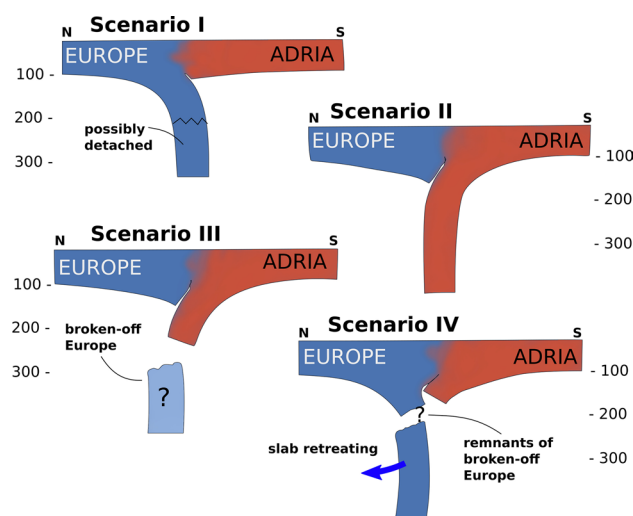 Scenario I
N
S
EUROPE
ADRIA
100 -
200 -
300 -
possibly
detached
Scenario II
N
S
EUROPE
ADRIA
- 100
- 200
- 300
Scenario III
N
S
EUROPE
ADRIA
100 -
200 -
300 -
broken-off
Europe
?
Scenario IV
N
S
EUROPE
ADRIA
- 100
- 200
- 300
?
slab retreating
remnants of
broken-off
Europe